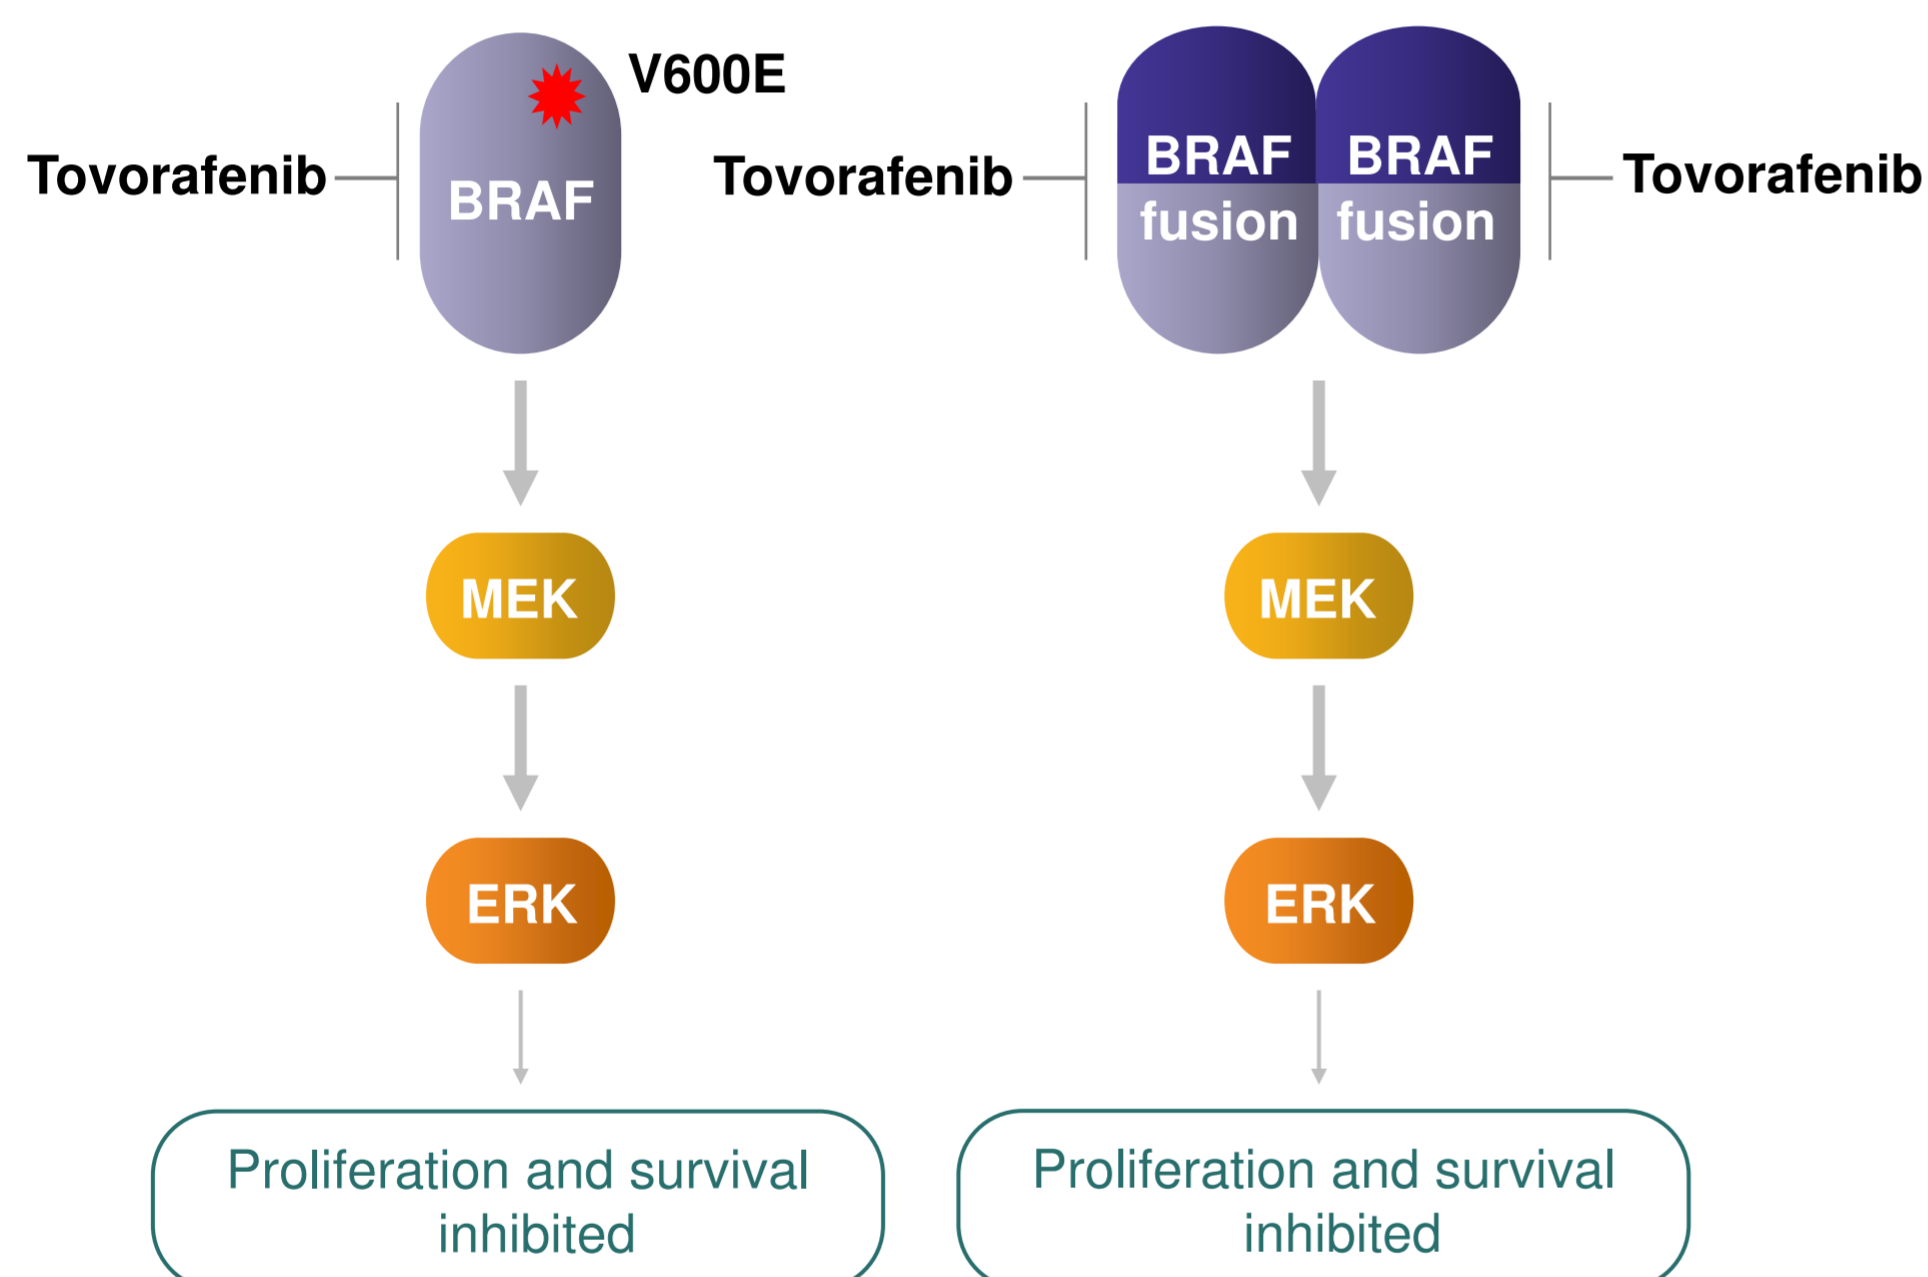 V600E
Tovorafenib
BRAF
Tovorafenib
BRAF
fusion
BRAF
fusion
Tovorafenib
MEK
MEK
ERK
ERK
Proliferation and survival
inhibited
Proliferation and survival
inhibited